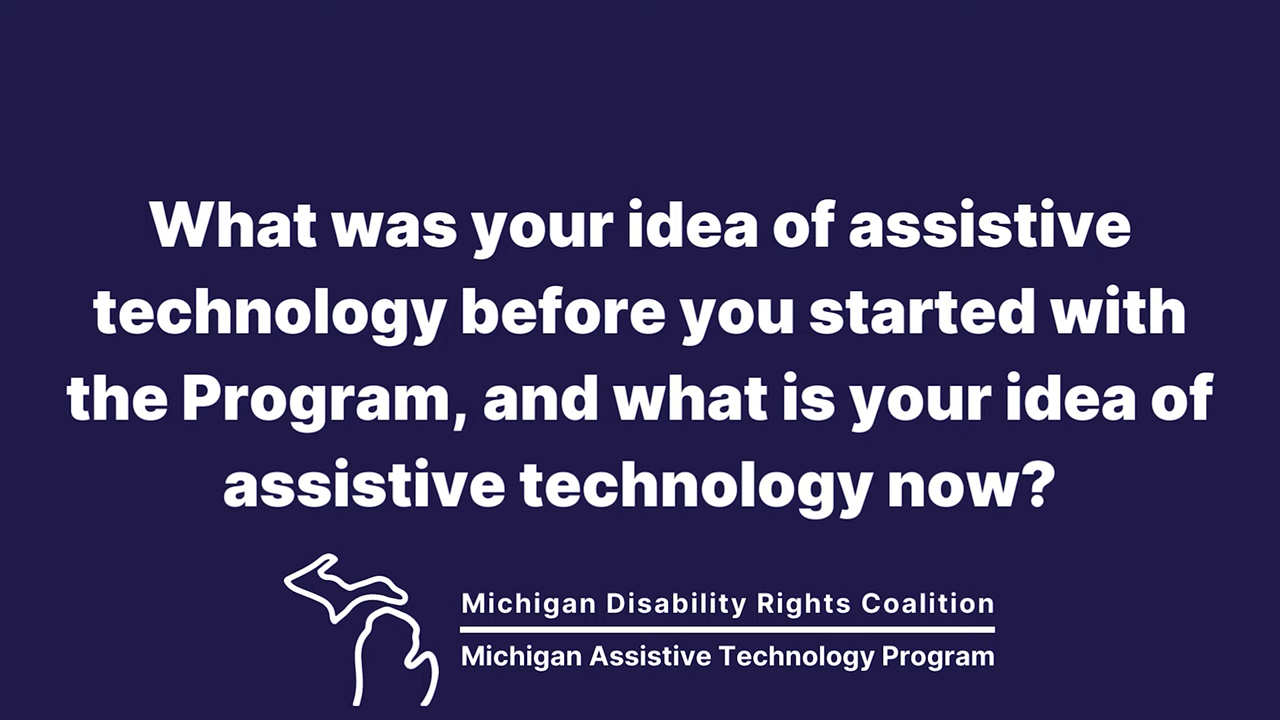 What was your idea of assistive
technology before you started with
the Program, and what is your idea of
assistive technology now?
Michigan Disability Rights Coalition
Michigan Assistive Technology Program